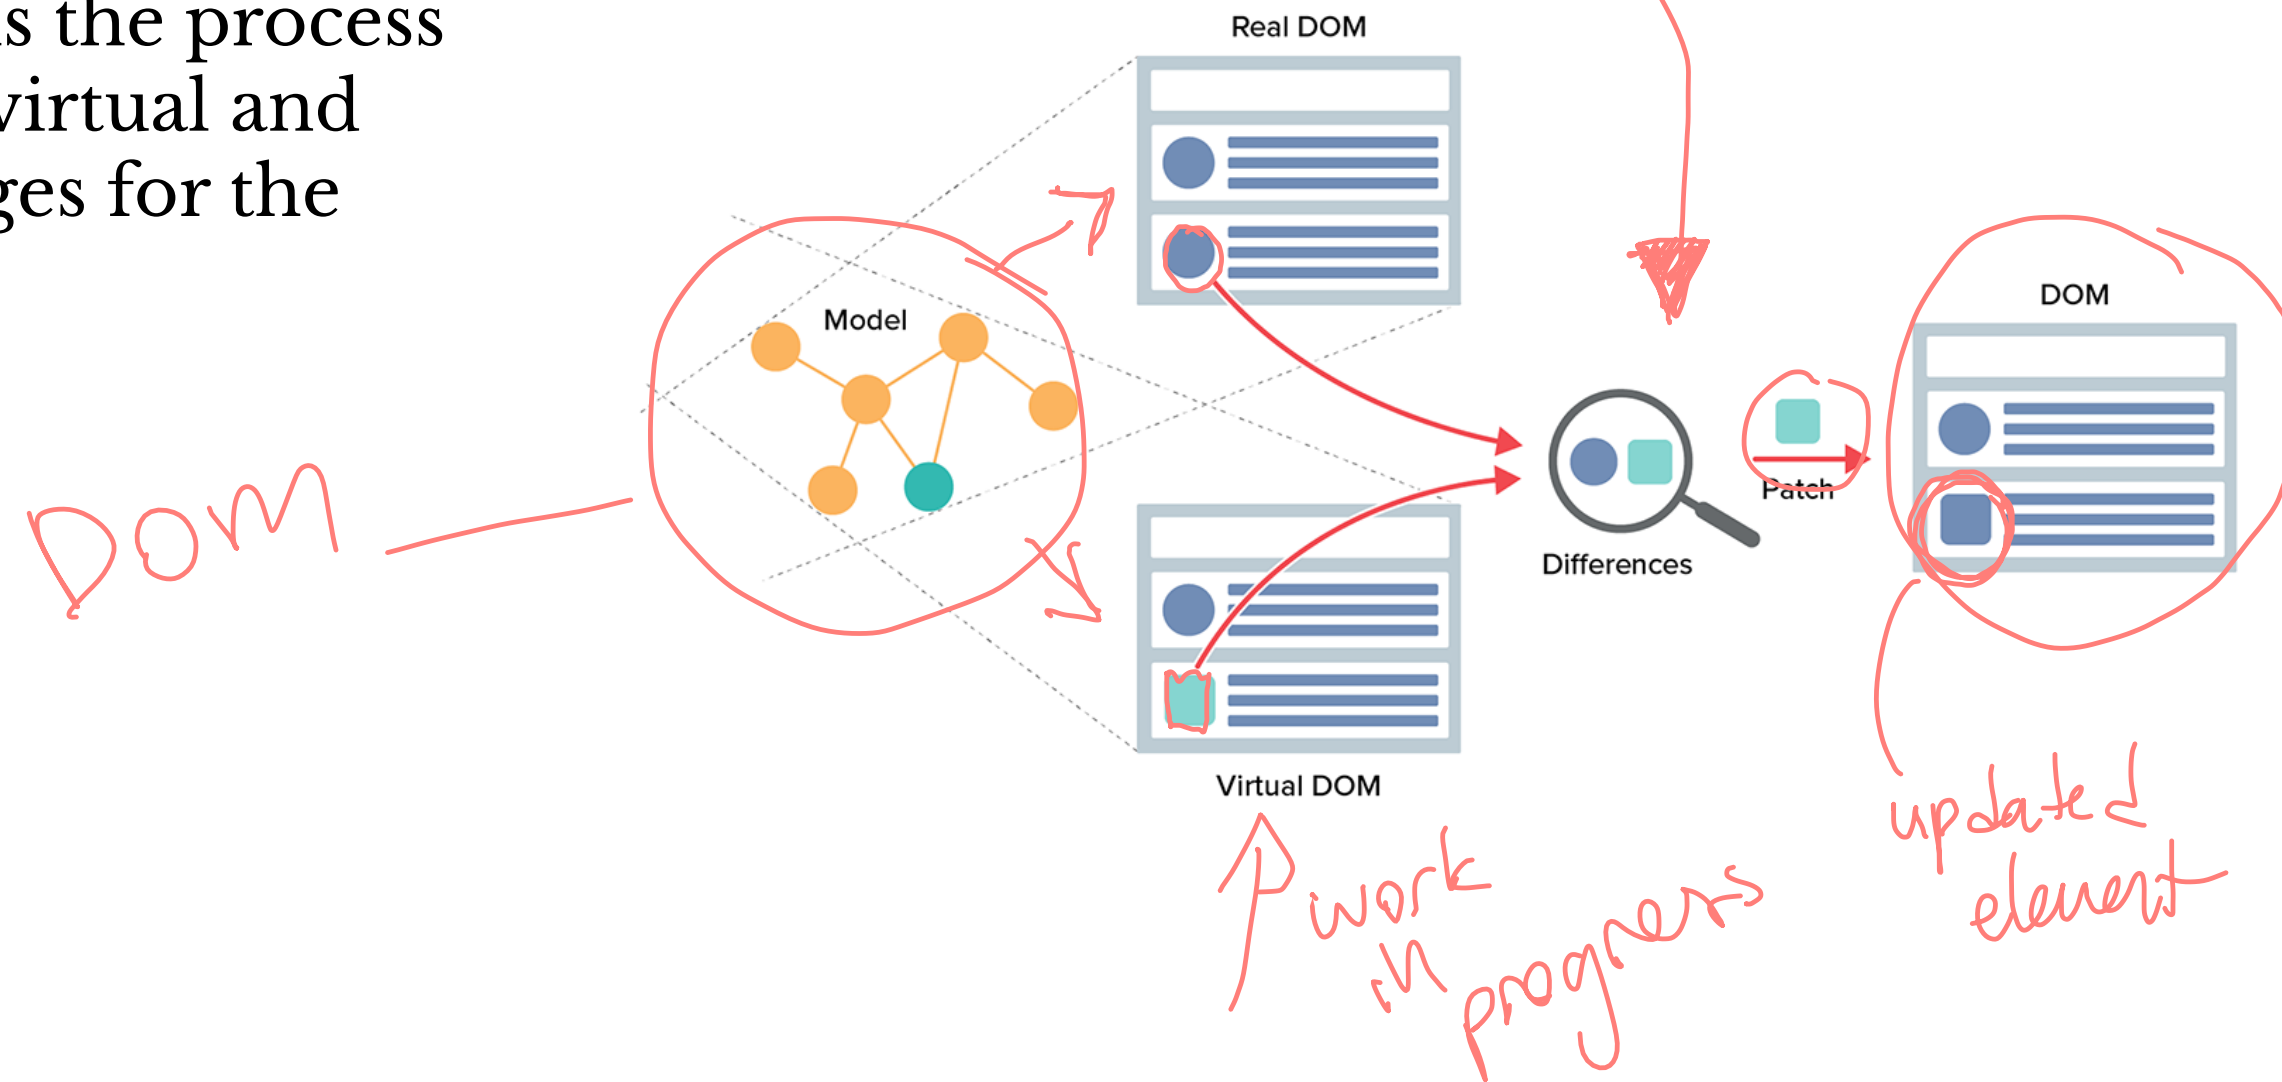 s the process
virtual and
ges for the
Real DOM
Model
DOM
Virtual DOM
Differences
Patch
DOM
updated
element
work
in
progress